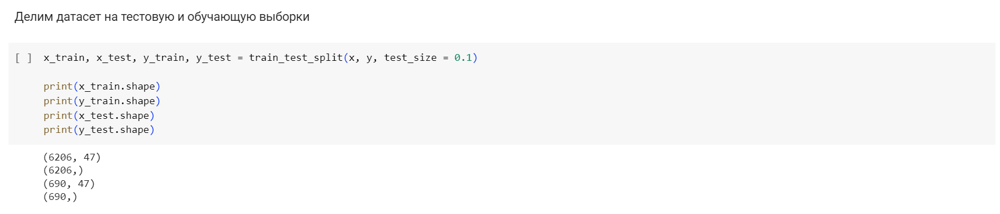 Делим датасет на тестовую и обучающую выборки
[ ] x_train, x_test, y_train, y_test = train_test_split(x, y, test_size = 0.1)
print(x_train.shape)
print(y_train.shape)
print(x_test.shape)
print(y_test.shape)
(6206, 47)
(6206,)
(690, 47)
(690,)